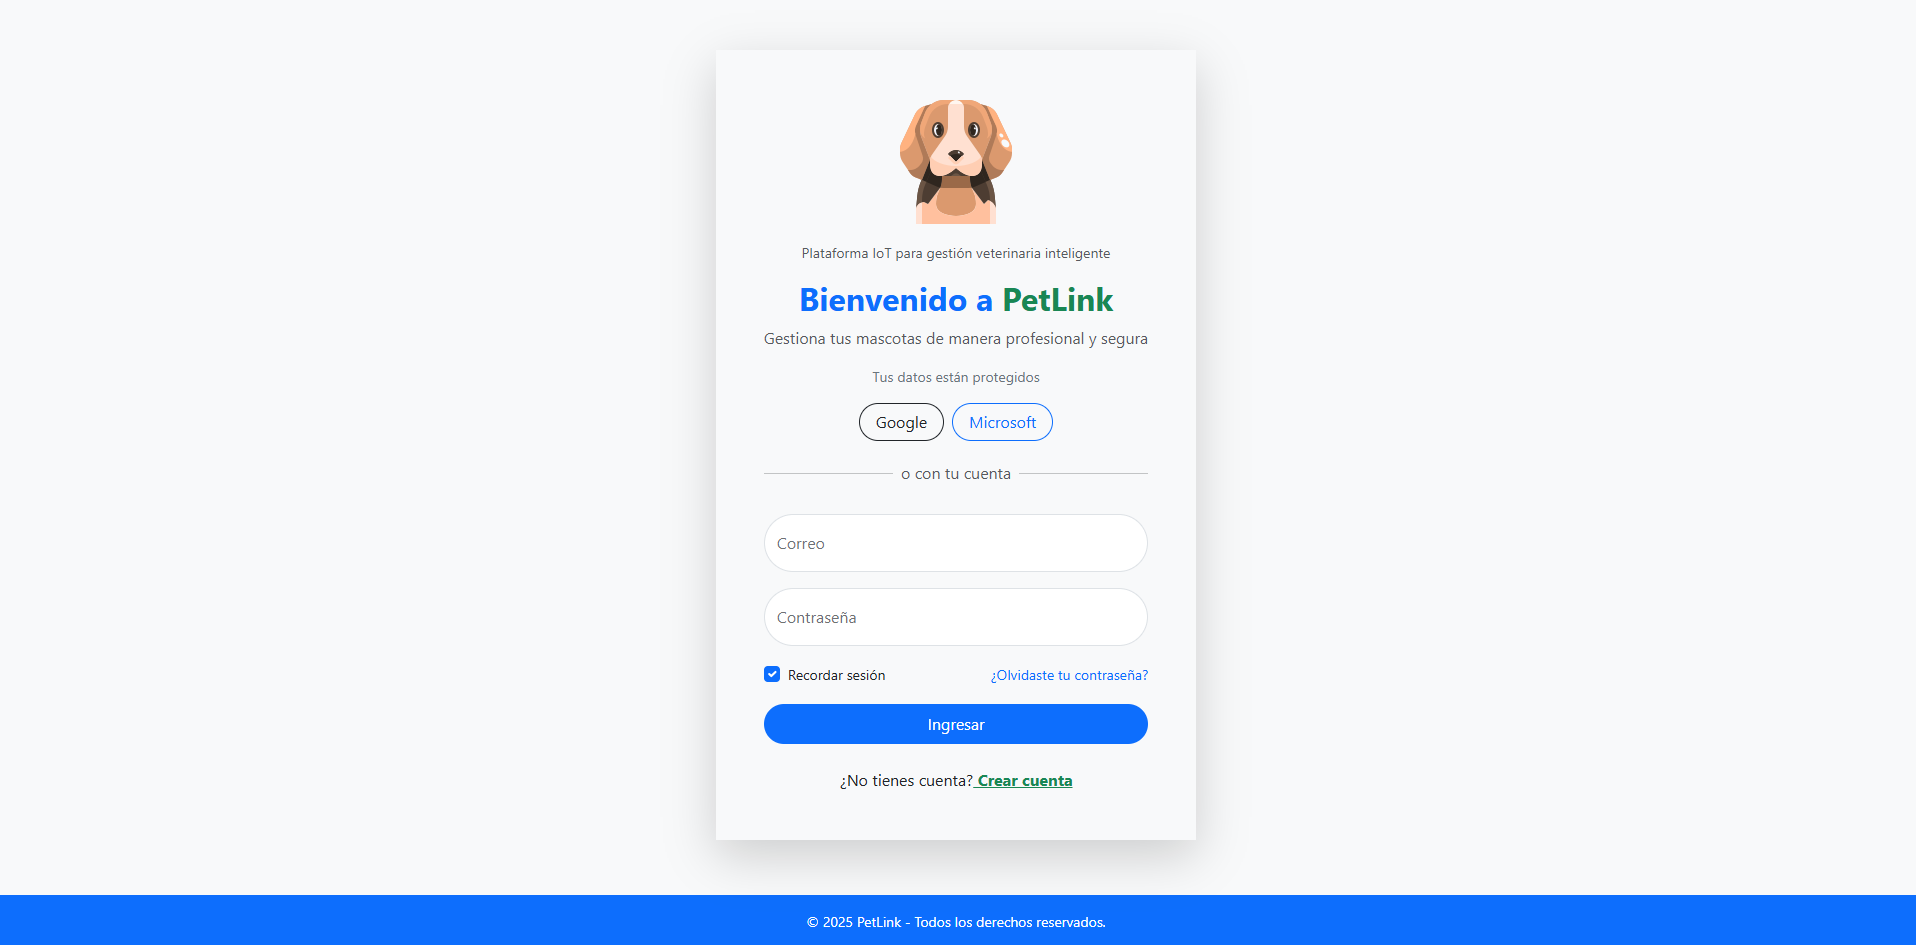 Plataforma IoT para gestión veterinaria inteligente
Bienvenido a PetLink
Gestiona tus mascotas de manera profesional y segura
Tus datos están protegidos
Google Microsoft
o con tu cuenta
Correo
Contraseña
Recordar sesión ¿Olvidaste tu contraseña?
Ingresar
¿No tienes cuenta? Crear cuenta
© 2025 PetLink - Todos los derechos reservados.